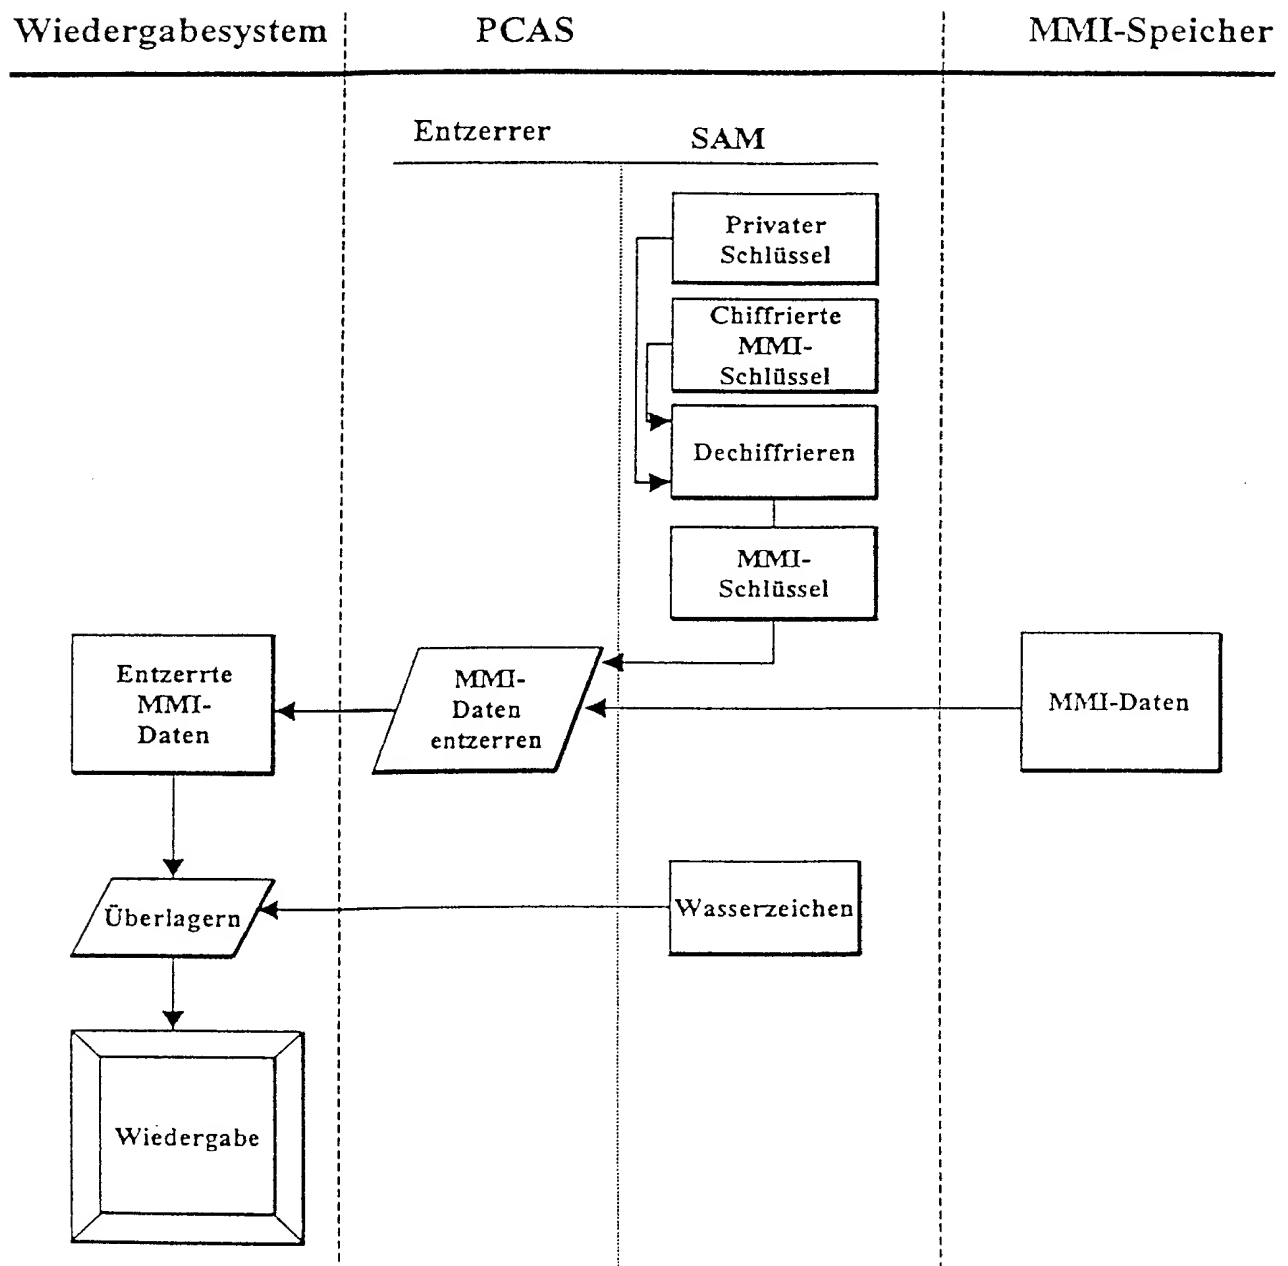 Wiedergabesystem
PCAS
MMI-Speicher
Entzerrer
SAM
Privater
Schlüssel
Chiffrierte
MMI-
Schlüssel
Dechiffrieren
MMI-
Schlüssel
Entzerrte
MMI-
Daten
MMI-
Daten
entzerren
MMI-Daten
Überlagern
Wasserzeichen
Wiedergabe